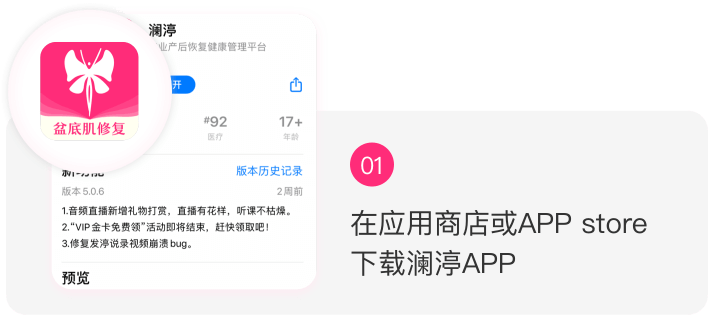 澜渟
业产后恢复健康管理平台
开
盆底肌修复
#92
17+
医疗
年龄
新功能
版本历史记录
版本 5.0.6
2 周前
1.音频直播新增礼物打赏，直播有花样，听课不枯燥。
2.“VIP金卡免费领”活动即将结束，赶快领取吧！
3.修复发渟说录视频崩溃bug。
预览
01
在应用商店或APP store
下载澜渟APP